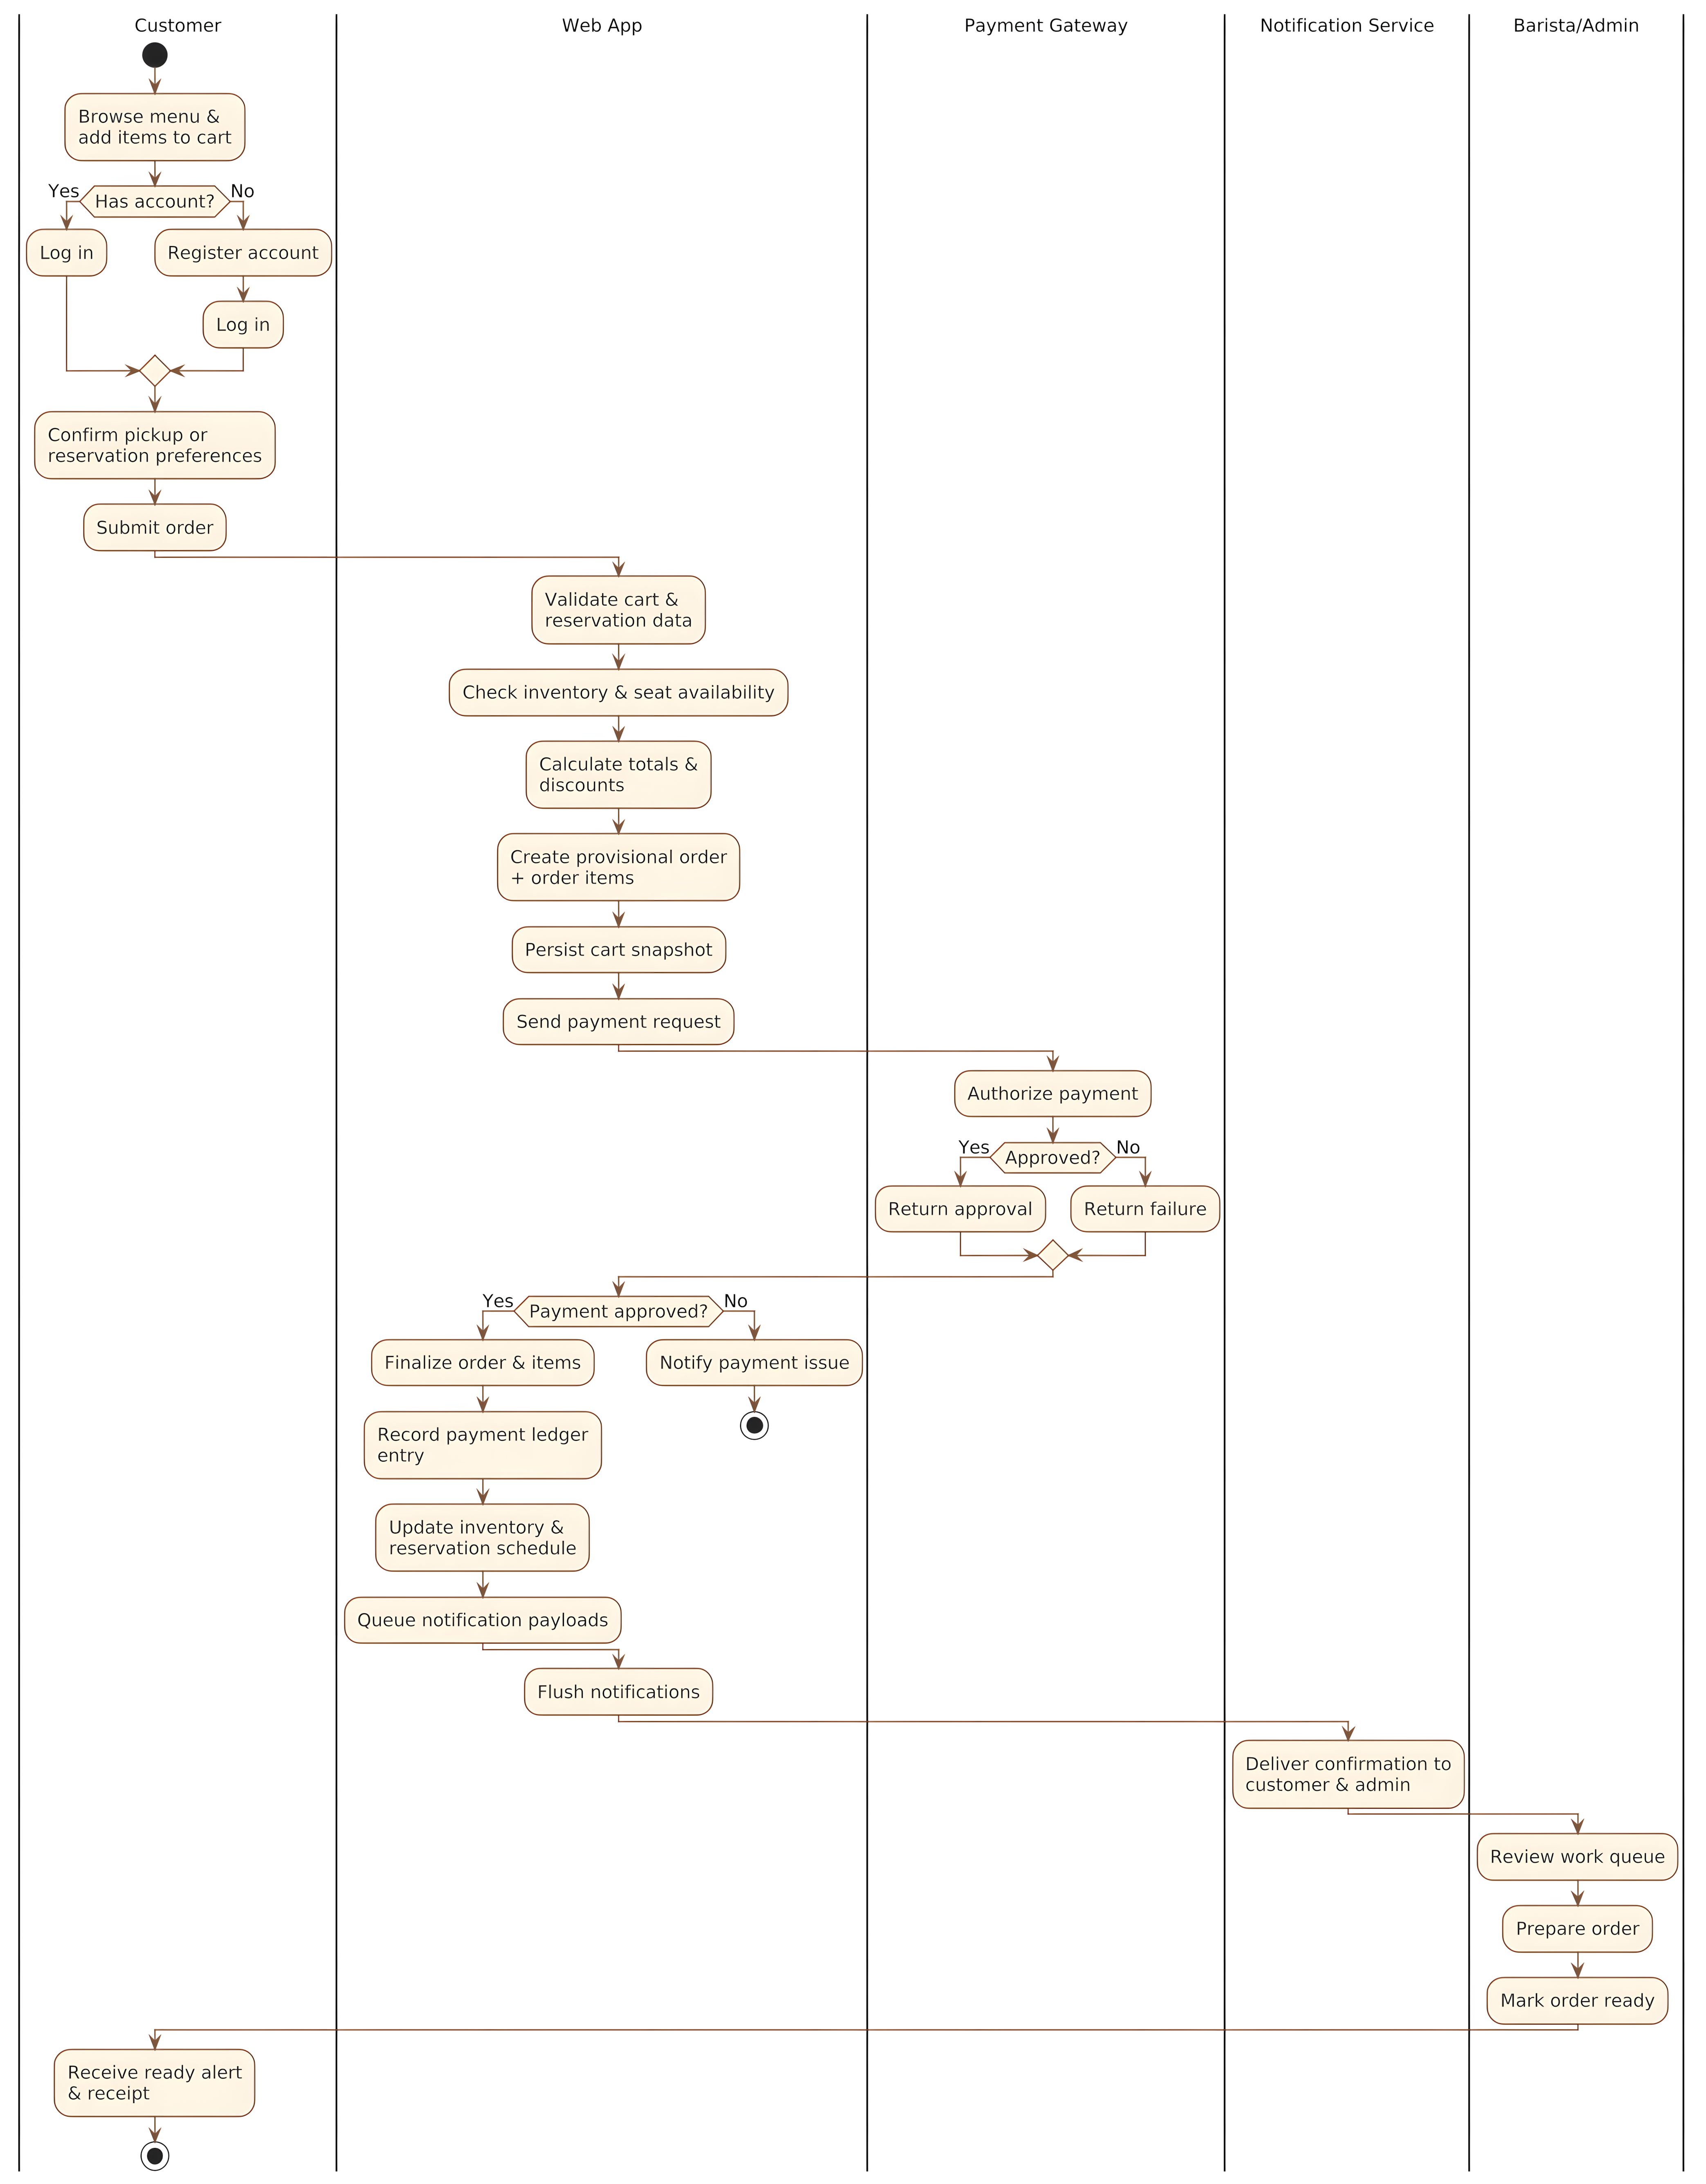 Customer
Web App
Payment Gateway
Notification Service
Barista/Admin
Browse menu &
add items to cart
Yes
Has account?
No
Log in
Register account
Log in
Confirm pickup or
reservation preferences
Submit order
Validate cart &
reservation data
Check inventory & seat availability
Calculate totals &
discounts
Create provisional order
+ order items
Persist cart snapshot
Send payment request
Authorize payment
Yes
Approved?
No
Return approval
Return failure
Yes
Payment approved?
No
Finalize order & items
Notify payment issue
Record payment ledger
entry
Update inventory &
reservation schedule
Queue notification payloads
Flush notifications
Deliver confirmation to
customer & admin
Review work queue
Prepare order
Mark order ready
Receive ready alert
& receipt